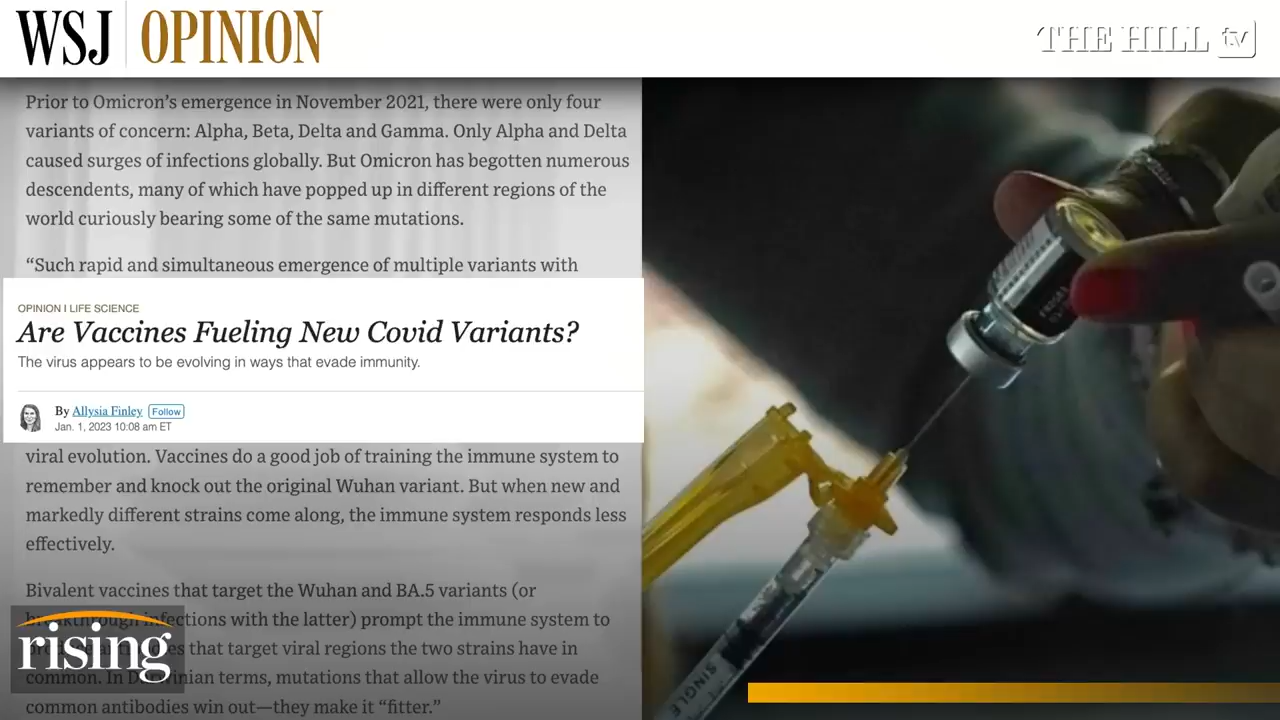 WSJ OPINION
THE HILL tv
Prior to Omicron’s emergence in November 2021, there were only four
variants of concern: Alpha, Beta, Delta and Gamma. Only Alpha and Delta
caused surges of infections globally. But Omicron has begotten numerous
descendents, many of which have popped up in different regions of the
world curiously bearing some of the same mutations.
“Such rapid and simultaneous emergence of multiple variants with
OPINION | LIFE SCIENCE
Are Vaccines Fueling New Covid Variants?
The virus appears to be evolving in ways that evade immunity.
By Allysia Finley Follow
Jan. 1, 2023 10:08 am ET
viral evolution. Vaccines do a good job of training the immune system to
remember and knock out the original Wuhan variant. But when new and
markedly different strains come along, the immune system responds less
effectively.
Bivalent vaccines that target the Wuhan and BA.5 variants (or
breakthrough infections with the latter) prompt the immune system to
that target viral regions the two strains have in
common. In Darwinian terms, mutations that allow the virus to evade
common antibodies win out—they make it “fitter.”
rising
SINGLE